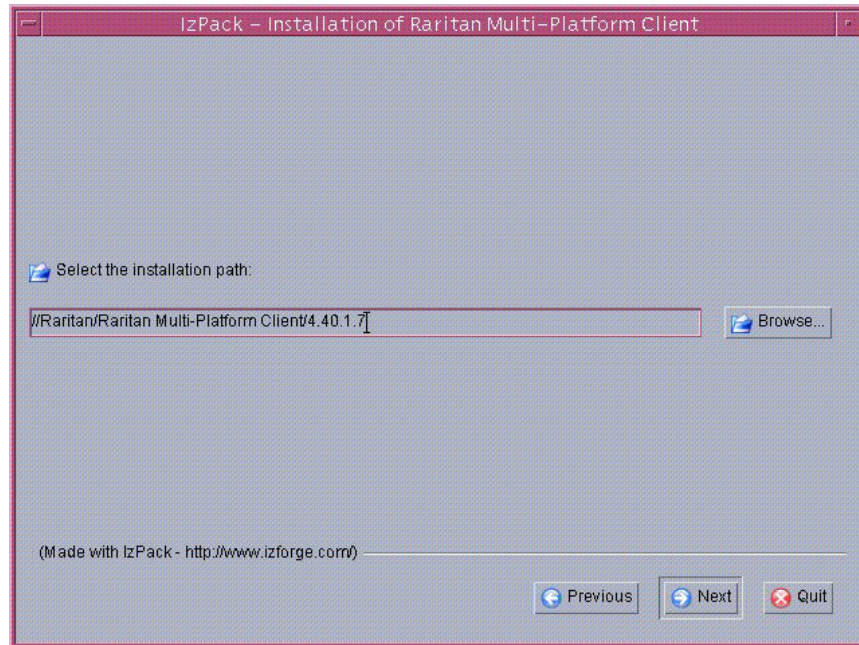 IzPack – Installation of Raritan Multi–Platform Client
Select the installation path:
//Raritan/Raritan Multi-Platform Client/4.40.1.7
Browse...
(Made with IzPack - http://www.izforge.com/)
Previous
Next
Quit